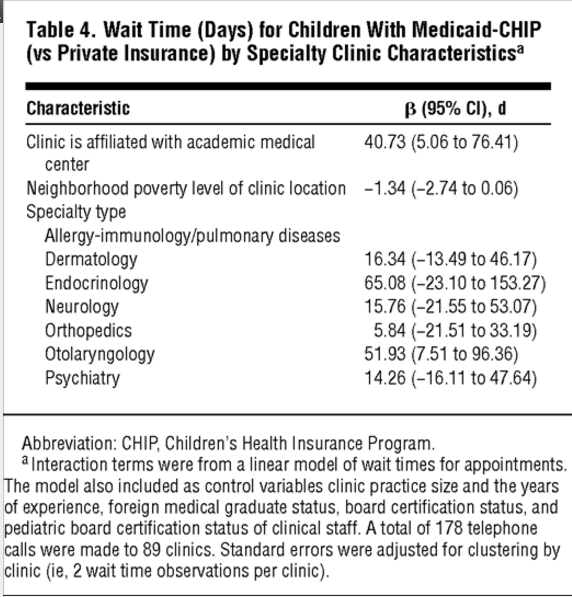 Table 4. Wait Time (Days) for Children With Medicaid-CHIP
(vs Private Insurance) by Specialty Clinic Characteristicsᵃ
Characteristic β (95% CI), d
Clinic is affiliated with academic medical 40.73 (5.06 to 76.41)
center
Neighborhood poverty level of clinic location −1.34 (−2.74 to 0.06)
Specialty type
Allergy-immunology/pulmonary diseases
Dermatology 16.34 (−13.49 to 46.17)
Endocrinology 65.08 (−23.10 to 153.27)
Neurology 15.76 (−21.55 to 53.07)
Orthopedics 5.84 (−21.51 to 33.19)
Otolaryngology 51.93 (7.51 to 96.36)
Psychiatry 14.26 (−16.11 to 47.64)
Abbreviation: CHIP, Children’s Health Insurance Program.
ᵃ Interaction terms were from a linear model of wait times for appointments.
The model also included as control variables clinic practice size and the years
of experience, foreign medical graduate status, board certification status, and
pediatric board certification status of clinical staff. A total of 178 telephone
calls were made to 89 clinics. Standard errors were adjusted for clustering by
clinic (ie, 2 wait time observations per clinic).